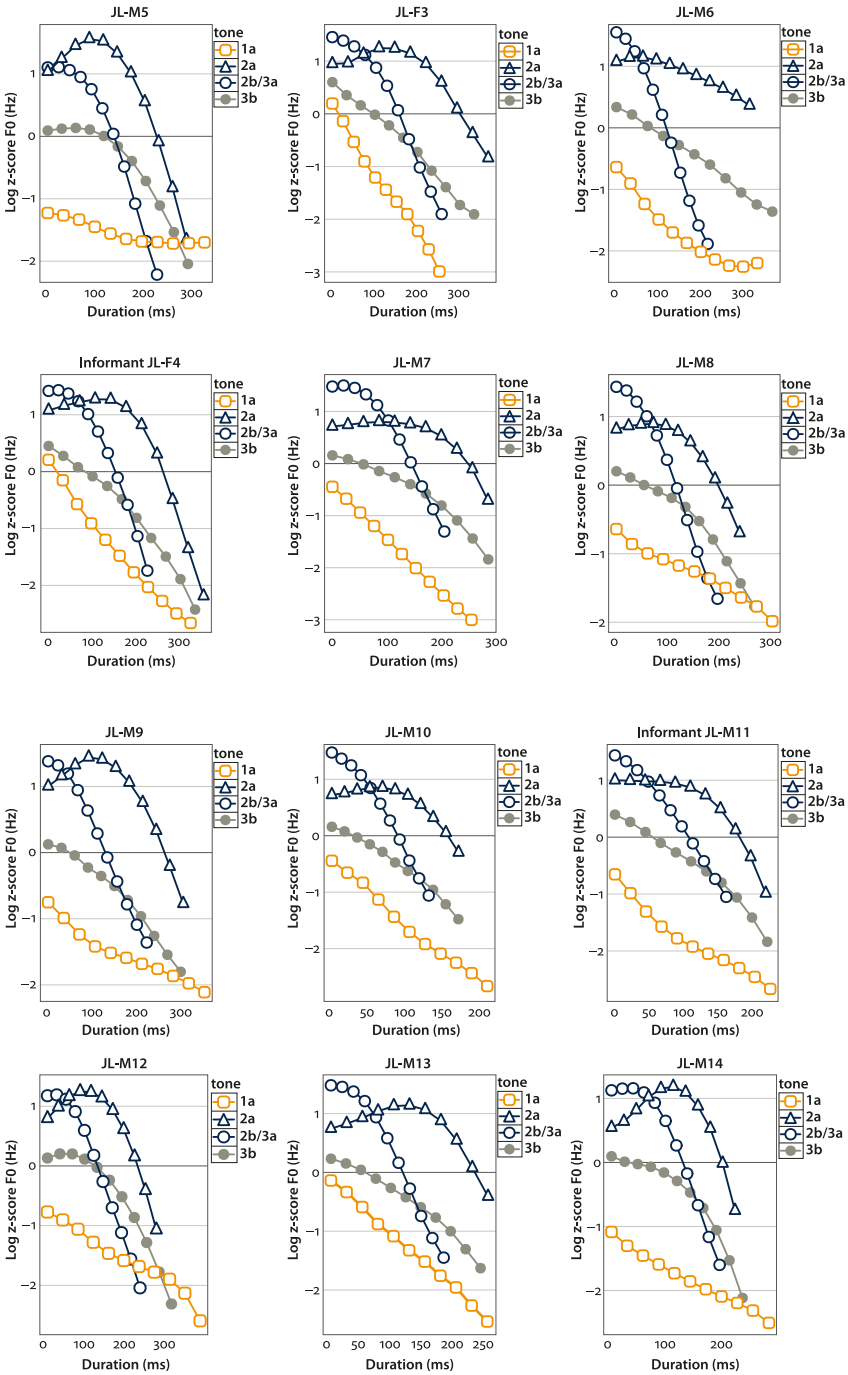 JL-M5
tone
1a
2a
2b/3a
3b
Log z-score F0 (Hz)
1
0
−1
−2
0 100 200 300
Duration (ms)
JL-F3
tone
1a
2a
2b/3a
3b
Log z-score F0 (Hz)
1
0
−1
−2
−3
0 100 200 300
Duration (ms)
JL-M6
tone
1a
2a
2b/3a
3b
Log z-score F0 (Hz)
1
0
−1
−2
0 100 200 300
Duration (ms)
Informant JL-F4
tone
1a
2a
2b/3a
3b
Log z-score F0 (Hz)
1
0
−1
−2
0 100 200 300
Duration (ms)
JL-M7
tone
1a
2a
2b/3a
3b
Log z-score F0 (Hz)
1
0
−1
−2
−3
0 100 200 300
Duration (ms)
JL-M8
tone
1a
2a
2b/3a
3b
Log z-score F0 (Hz)
1
0
−1
−2
0 100 200 300
Duration (ms)
JL-M9
tone
1a
2a
2b/3a
3b
Log z-score F0 (Hz)
1
0
−1
−2
0 100 200 300
Duration (ms)
JL-M10
tone
1a
2a
2b/3a
3b
Log z-score F0 (Hz)
1
0
−1
−2
0 50 100 150 200
Duration (ms)
Informant JL-M11
tone
1a
2a
2b/3a
3b
Log z-score F0 (Hz)
1
0
−1
−2
0 50 100 150 200
Duration (ms)
JL-M12
tone
1a
2a
2b/3a
3b
Log z-score F0 (Hz)
1
0
−1
−2
0 100 200 300
Duration (ms)
JL-M13
tone
1a
2a
2b/3a
3b
Log z-score F0 (Hz)
1
0
−1
−2
0 50 100 150 200 250
Duration (ms)
JL-M14
tone
1a
2a
2b/3a
3b
Log z-score F0 (Hz)
1
0
−1
−2
0 100 200
Duration (ms)